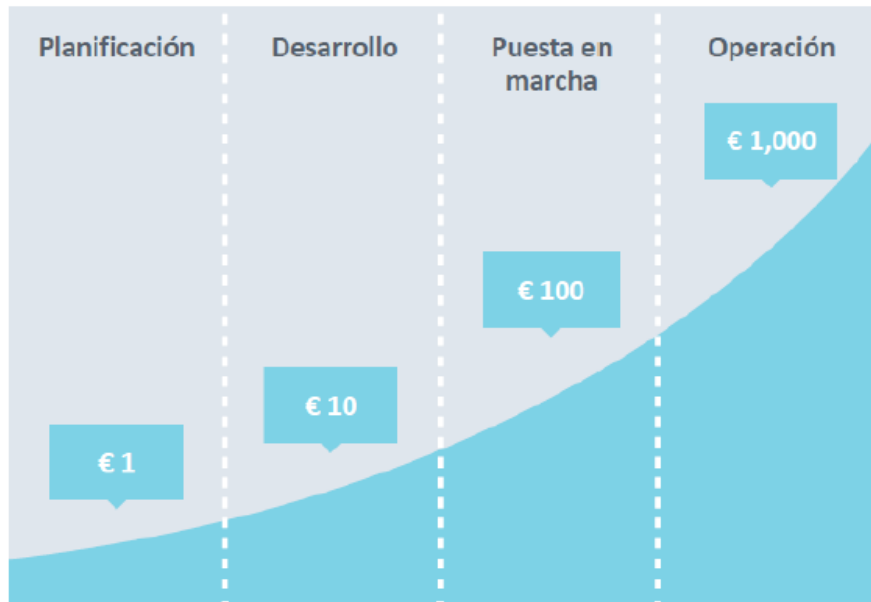 Planificación
Desarrollo
Puesta en
marcha
Operación
€ 1
€ 10
€ 100
€ 1,000